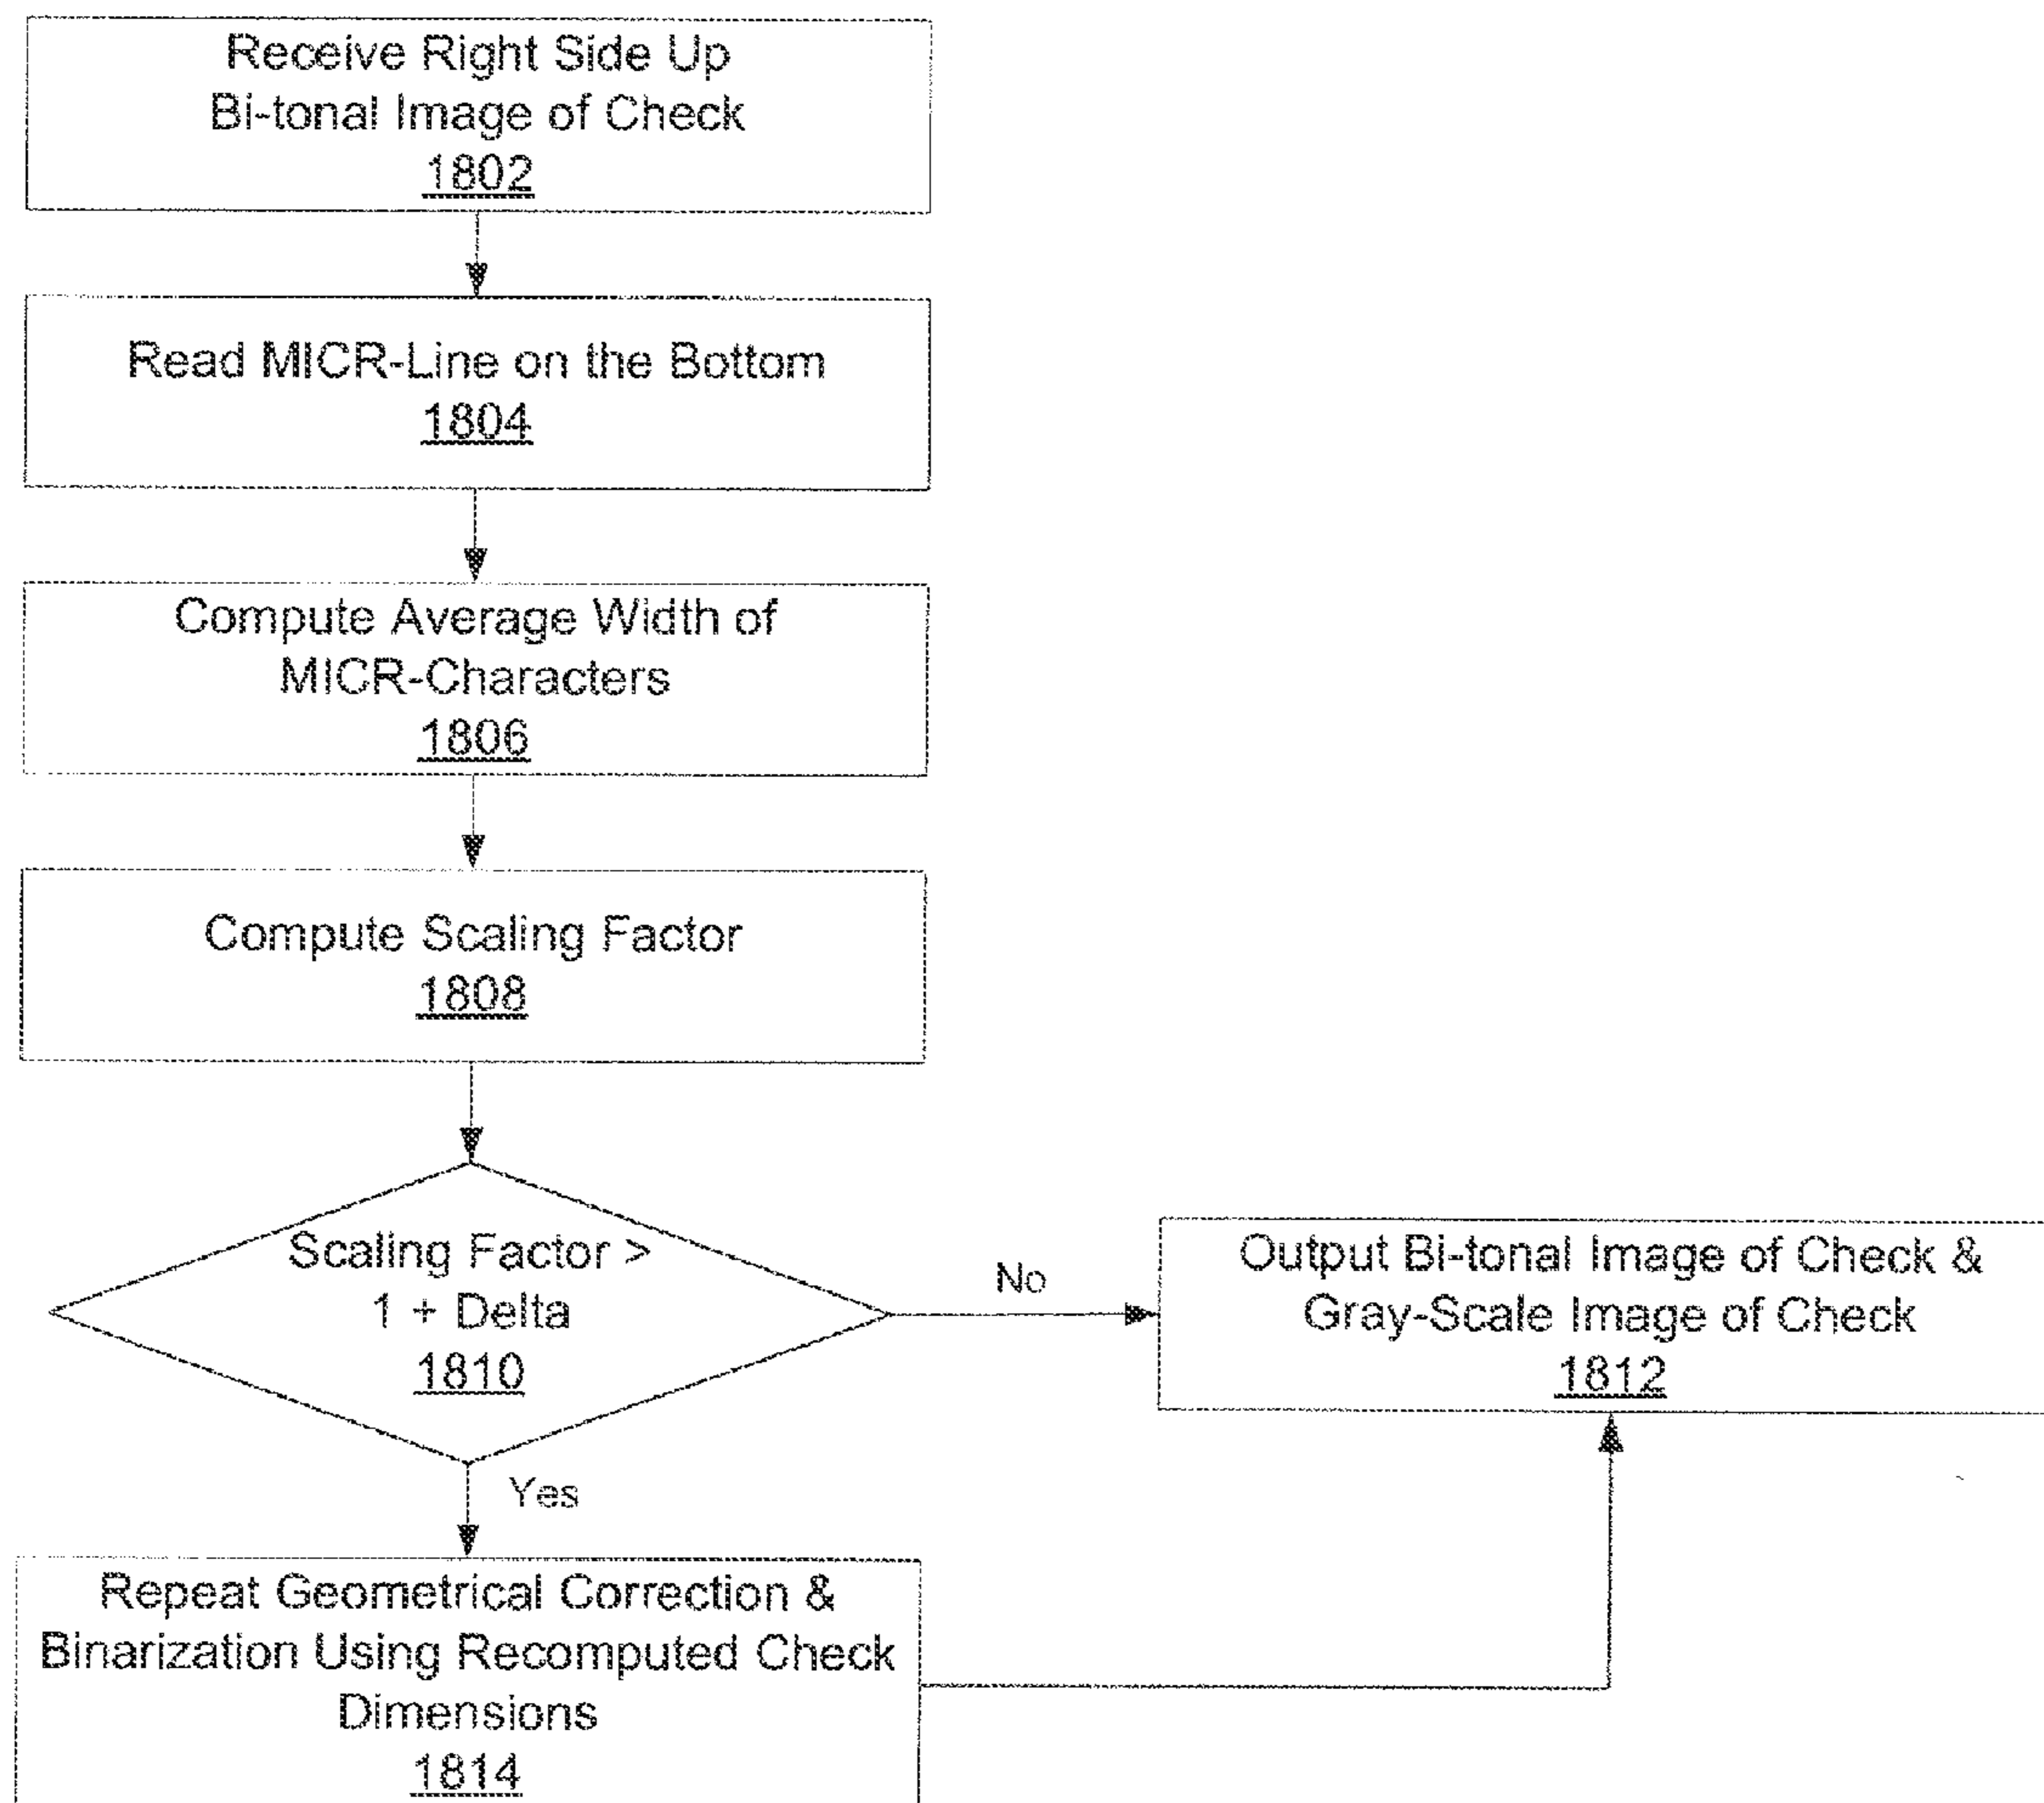 Receive Right Side Up
Bi-tonal Image of Check
1802
Read MICR-Line on the Bottom
1804
Compute Average Width of
MICR-Characters
1806
Compute Scaling Factor
1808
Scaling Factor >
1 + Delta
1810
No
Output Bi-tonal Image of Check &
Gray-Scale Image of Check
1812
Yes
Repeat Geometrical Correction &
Binarization Using Recomputed Check
Dimensions
1814